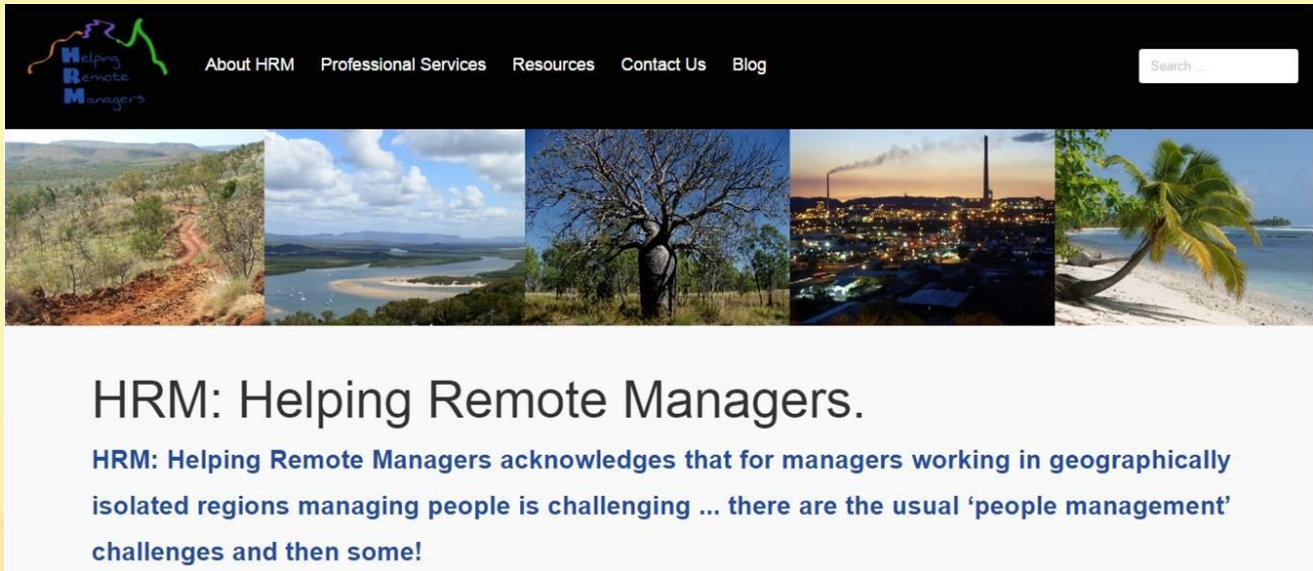 Helping
Remote
Managers
About HRM Professional Services Resources Contact Us Blog
Search ...
HRM: Helping Remote Managers.
HRM: Helping Remote Managers acknowledges that for managers working in geographically
isolated regions managing people is challenging ... there are the usual ‘people management’
challenges and then some!